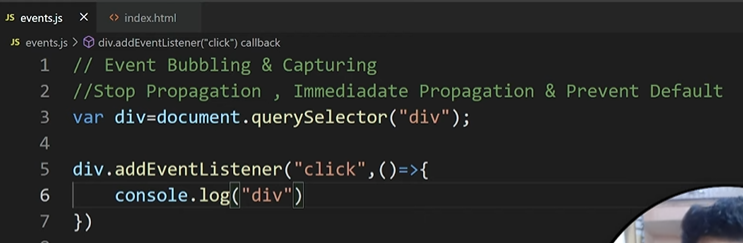 JS events.js × <> index.html
JS events.js > div.addEventListener("click") callback
1 // Event Bubbling & Capturing
2 //Stop Propagation , Immediadate Propagation & Prevent Default
3 var div=document.querySelector("div");
4
5 div.addEventListener("click",()=>{
6 console.log("div")
7 })